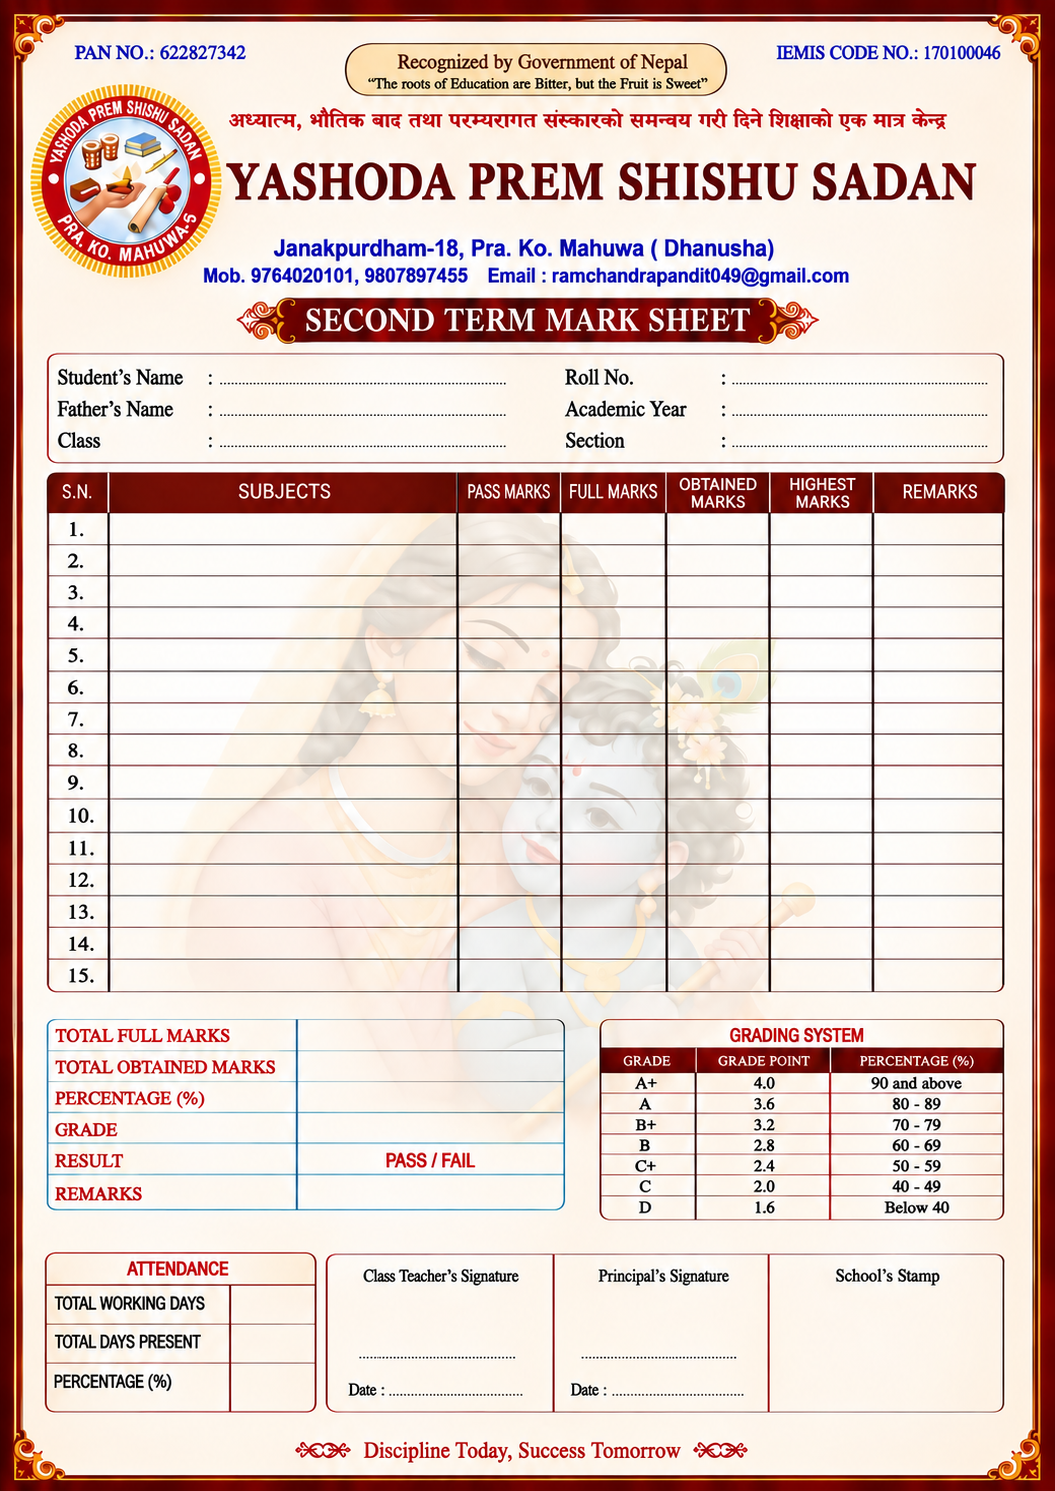 PAN NO.: 622827342
IEMIS CODE NO.: 170100046
Recognized by Government of Nepal
“The roots of Education are Bitter, but the Fruit is Sweet”
अध्यात्म, भौतिक बाद तथा परम्परागत संस्कारको समन्वय गरी दिने शिक्षाको एक मात्र केन्द्र
YASHODA PREM SHISHU SADAN
PRA. KO. MAHUWA-5
YASHODA PREM SHISHU SADAN
Janakpurdham-18, Pra. Ko. Mahuwa ( Dhanusha)
Mob. 9764020101, 9807897455 Email : ramchandrapandit049@gmail.com
SECOND TERM MARK SHEET
Student’s Name : Roll No. :
Father’s Name : Academic Year :
Class : Section :
S.N. SUBJECTS PASS MARKS FULL MARKS OBTAINED MARKS HIGHEST MARKS REMARKS
1.
2.
3.
4.
5.
6.
7.
8.
9.
10.
11.
12.
13.
14.
15.
TOTAL FULL MARKS
TOTAL OBTAINED MARKS
PERCENTAGE (%)
GRADE
RESULT PASS / FAIL
REMARKS
GRADING SYSTEM
GRADE GRADE POINT PERCENTAGE (%)
A+ 4.0 90 and above
A 3.6 80 - 89
B+ 3.2 70 - 79
B 2.8 60 - 69
C+ 2.4 50 - 59
C 2.0 40 - 49
D 1.6 Below 40
ATTENDANCE
TOTAL WORKING DAYS
TOTAL DAYS PRESENT
PERCENTAGE (%)
Class Teacher’s Signature
Date :
Principal’s Signature
Date :
School’s Stamp
Discipline Today, Success Tomorrow